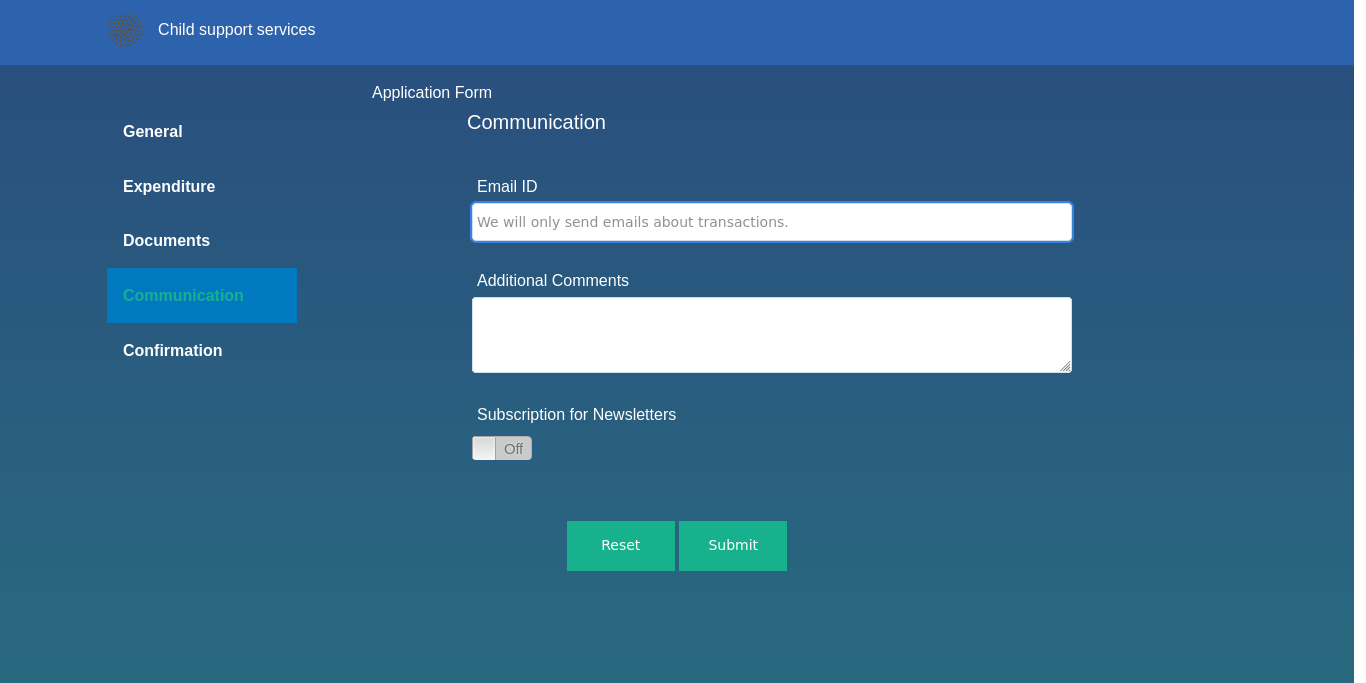 Child support services
Application Form
Communication
General
Expenditure
Documents
Communication
Confirmation
Email ID
We will only send emails about transactions.
Additional Comments
Subscription for Newsletters
Off
Reset Submit